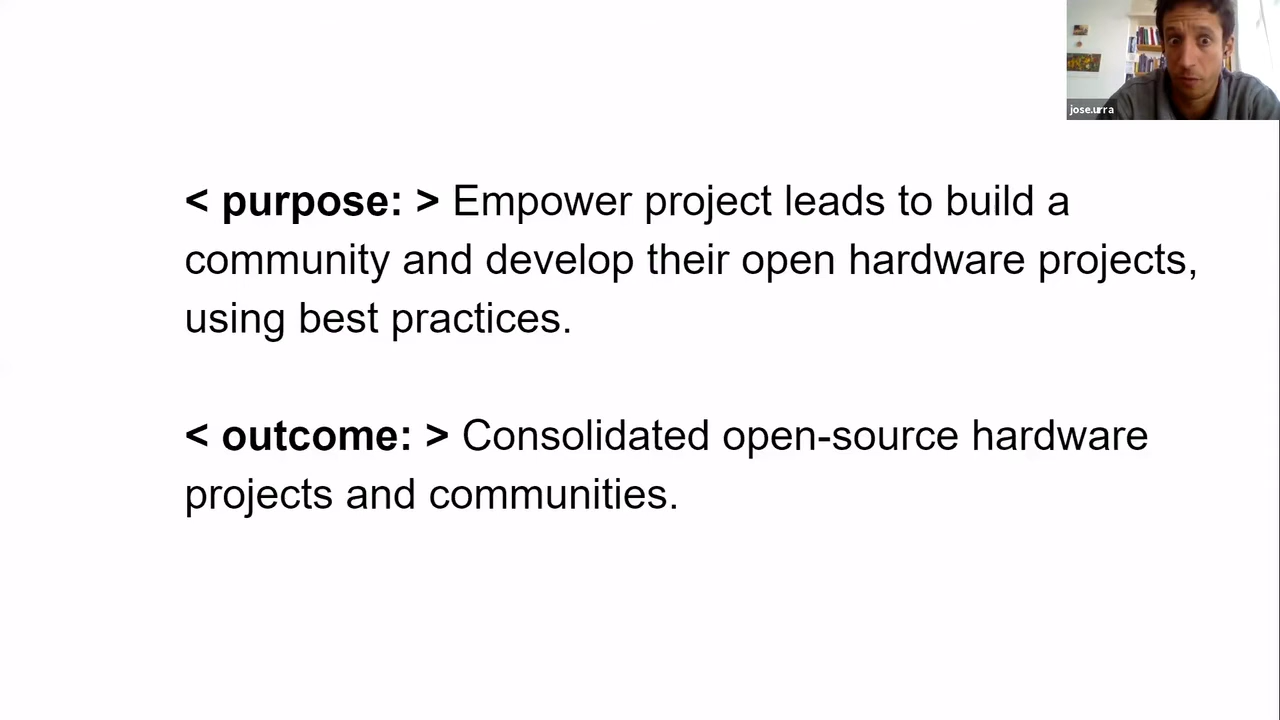 jose.urra
< purpose: > Empower project leads to build a
community and develop their open hardware projects,
using best practices.
< outcome: > Consolidated open-source hardware
projects and communities.